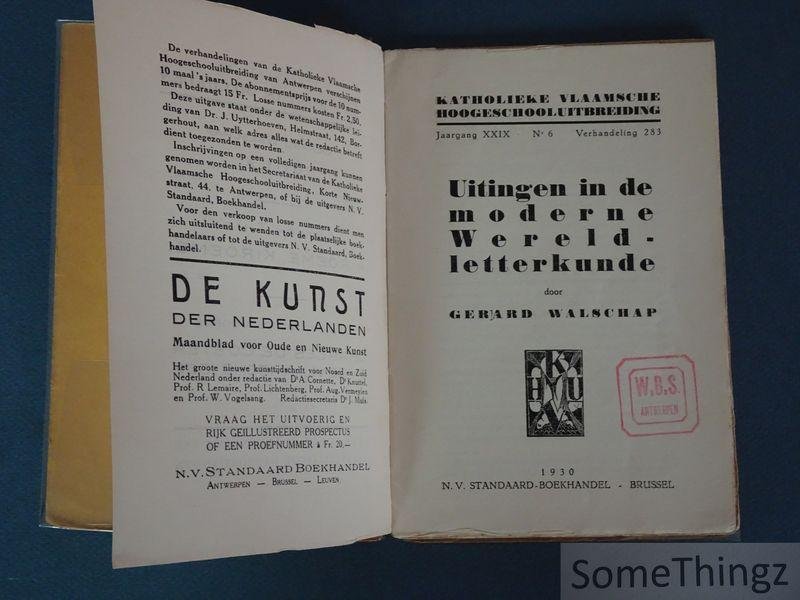 De verhandelingen van de Katholieke Vlaamsche
Hoogeschooluitbreiding van Antwerpen verschijnen
10 maal 's jaars. De abonnementsprijs voor de 10 num-
mers bedraagt 15 Fr. Losse nummers kosten Fr. 2,50.
Deze uitgave staat onder de wetenschappelijke lei-
ding van Dr. J. Uytterhoeven, Helmstraat, 142, Bor-
gerhout, aan welk adres alles wat de redactie betreft
dient toegezonden te worden.
Inschrijvingen op een volledigen jaargang kunnen
genomen worden in het Secretariaat van de Katholieke
Vlaamsche Hoogeschooluitbreiding, Korte Nieuw-
straat, 44, te Antwerpen, of bij de uitgevers N. V.
Standaard, Boekhandel.
Voor den verkoop van losse nummers dient men
zich uitsluitend te wenden tot de plaatselijke boek-
handelaars of tot de uitgevers N. V. Standaard, Boek-
handel.
DE KUNST
DER NEDERLANDEN
Maandblad voor Oude en Nieuwe Kunst
Het groote nieuwe kunsttijdschrift voor Noord en Zuid
Nederland onder redactie van Dr A. Cornette, Dr Knuttel,
Prof. R Lemaire, Prof. Lichtenberg, Prof. Aug. Vermeylen
en Prof. W. Vogelsang. Redactiesecretaris Dr J. Muls.
VRAAG HET UITVOERIG EN
RIJK GEILLUSTREERD PROSPECTUS
OF EEN PROEFNUMMER à Fr. 20.—
N.V. STANDAARD BOEKHANDEL
ANTWERPEN — BRUSSEL — LEUVEN
KATHOLIEKE VLAAMSCHE
HOOGESCHOOLUITBREIDING
Jaargang XXIX Nr 6 Verhandeling 283
Uitingen in de
moderne
Wereld-
letterkunde
door
GERARD WALSCHAP
K
H U
V
W.B.S.
ANTWERPEN
1930
N. V. STANDAARD-BOEKHANDEL - BRUSSEL
SomeThingz